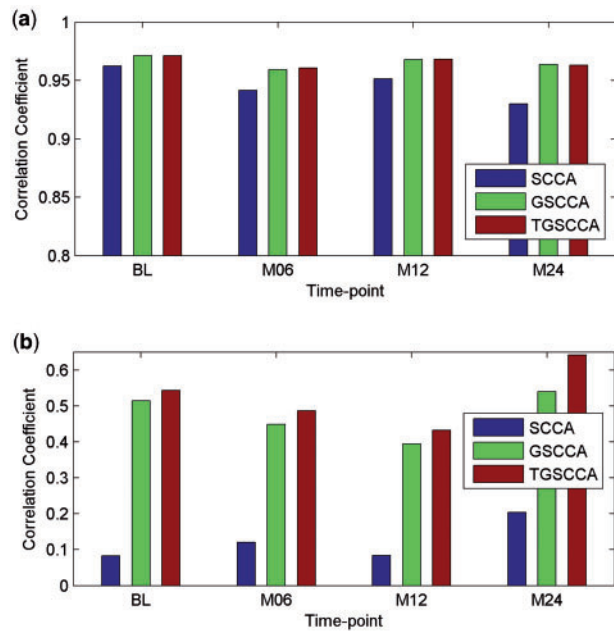 (a)
1
0.95
0.9
0.85
0.8
Correlation Coefficient
SCCA
GSCCA
TGSCCA
BL M06 M12 M24
Time-point
(b)
0.6
0.5
0.4
0.3
0.2
0.1
0
Correlation Coefficient
SCCA
GSCCA
TGSCCA
BL M06 M12 M24
Time-point